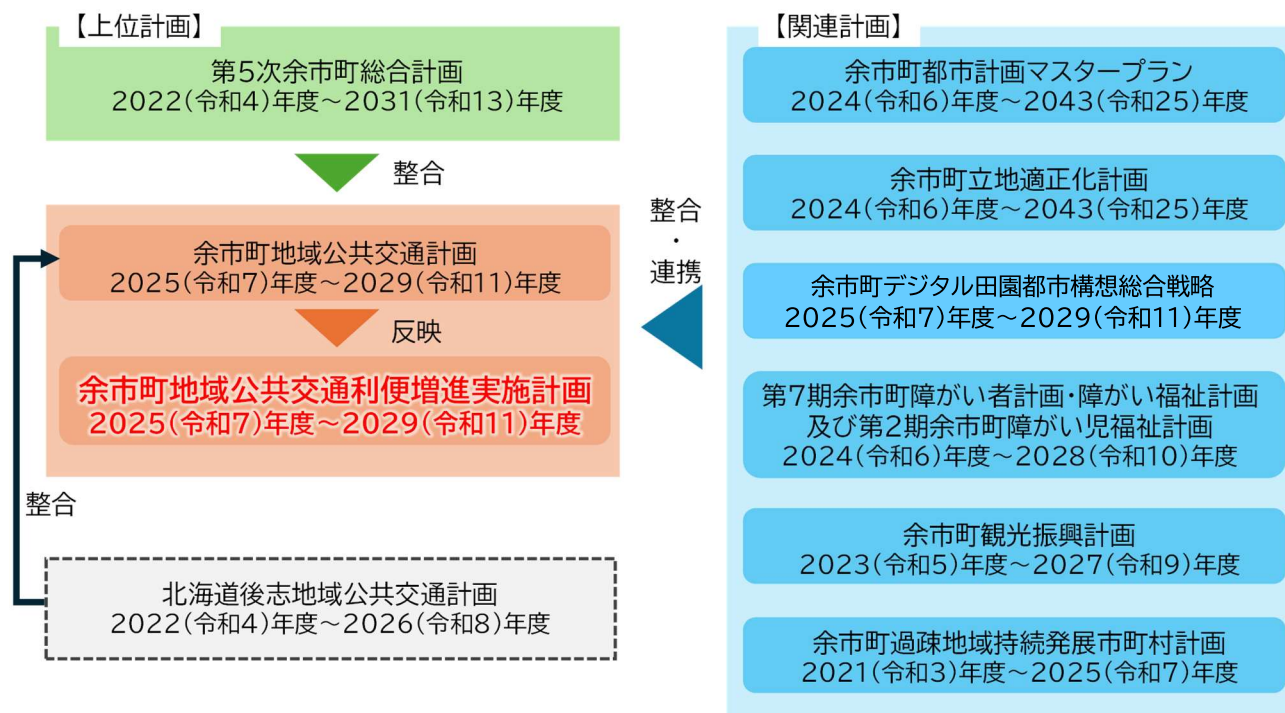 【上位計画】
第5次余市町総合計画
2022(令和4)年度～2031(令和13)年度
整合
余市町地域公共交通計画
2025(令和7)年度～2029(令和11)年度
反映
余市町地域公共交通利便増進実施計画
2025(令和7)年度～2029(令和11)年度
整合
北海道後志地域公共交通計画
2022(令和4)年度～2026(令和8)年度
整合
・
連携
【関連計画】
余市町都市計画マスタープラン
2024(令和6)年度～2043(令和25)年度
余市町立地適正化計画
2024(令和6)年度～2043(令和25)年度
余市町デジタル田園都市構想総合戦略
2025(令和7)年度～2029(令和11)年度
第7期余市町障がい者計画・障がい福祉計画
及び第2期余市町障がい児福祉計画
2024(令和6)年度～2028(令和10)年度
余市町観光振興計画
2023(令和5)年度～2027(令和9)年度
余市町過疎地域持続発展市町村計画
2021(令和3)年度～2025(令和7)年度